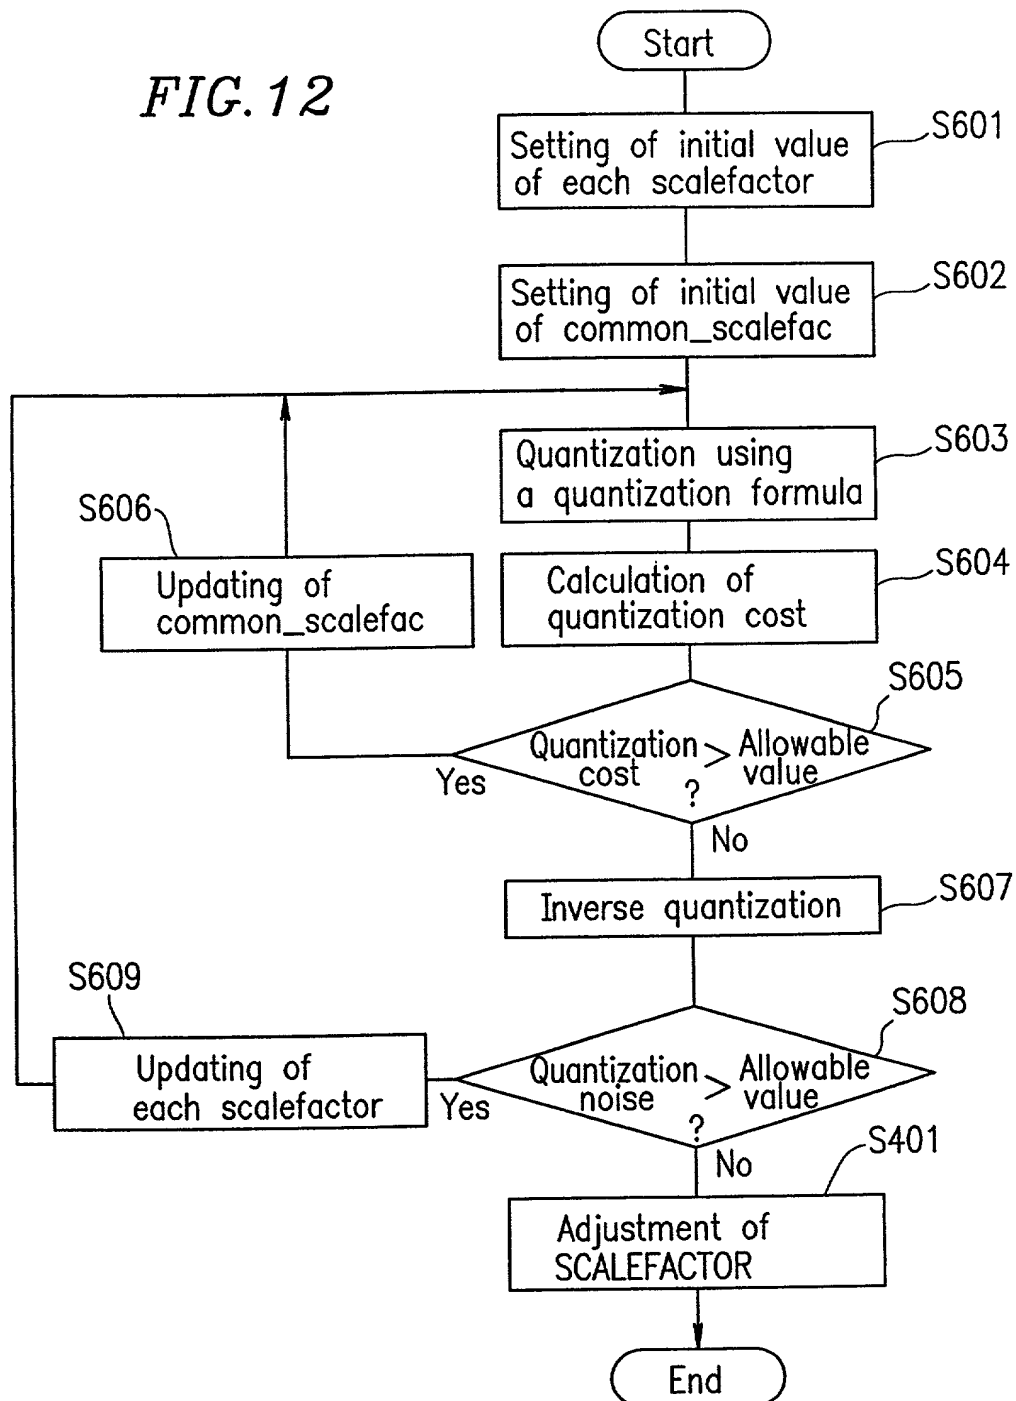 FIG.12
Start
S601
Setting of initial value
of each scalefactor
S602
Setting of initial value
of common_scalefac
S603
Quantization using
a quantization formula
S606
Updating of
common_scalefac
S604
Calculation of
quantization cost
S605
Quantization > Allowable
cost value
?
Yes
No
S607
Inverse quantization
S609
Updating of
each scalefactor
S608
Quantization > Allowable
noise value
?
Yes
No
S401
Adjustment of
SCALEFACTOR
End